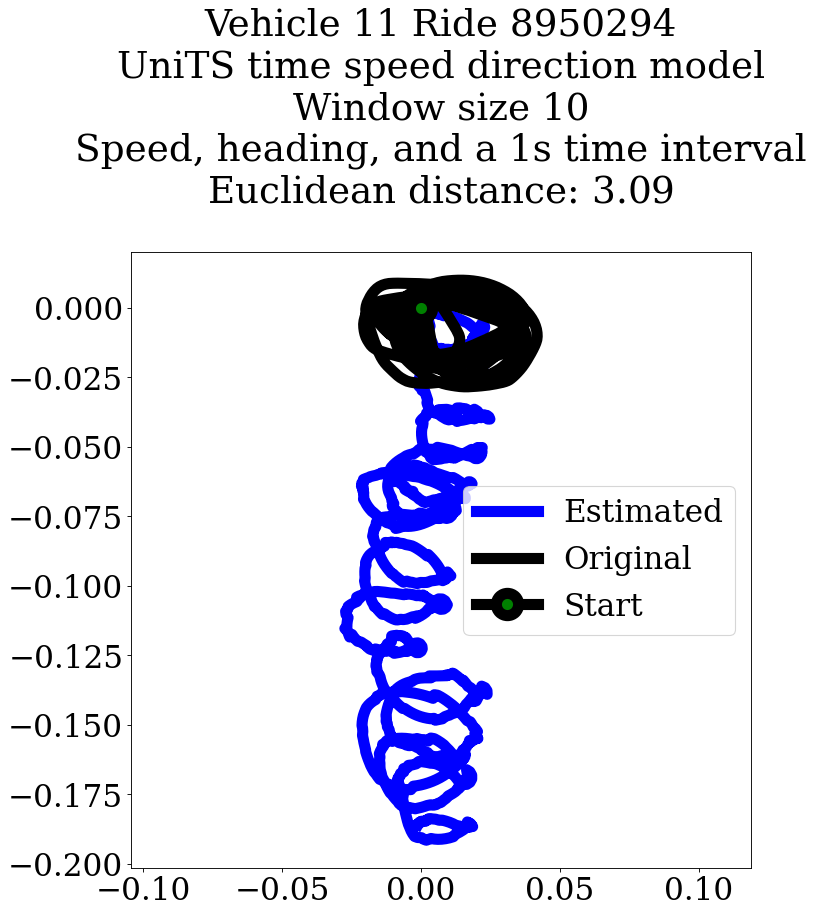 Vehicle 11 Ride 8950294
UniTS time speed direction model
Window size 10
Speed, heading, and a 1s time interval
Euclidean distance: 3.09
0.000
−0.025
−0.050
−0.075
−0.100
−0.125
−0.150
−0.175
−0.200
Estimated
Original
Start
−0.10
−0.05
0.00
0.05
0.10